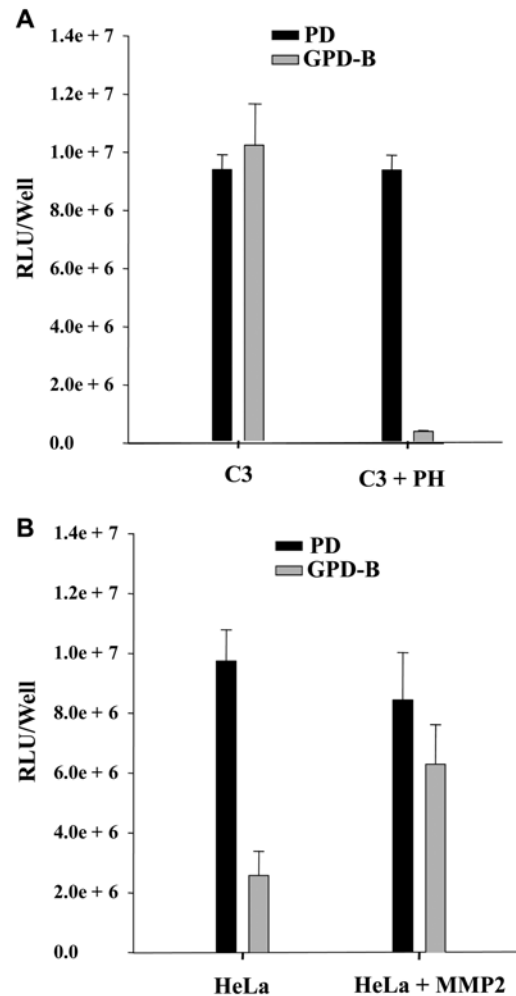 A
1.4e + 7
PD
GPD-B
1.2e + 7
1.0e + 7
8.0e + 6
6.0e + 6
4.0e + 6
2.0e + 6
0.0
RLU/Well
C3
C3 + PH
B
1.4e + 7
PD
GPD-B
1.2e + 7
1.0e + 7
8.0e + 6
6.0e + 6
4.0e + 6
2.0e + 6
0.0
RLU/Well
HeLa
HeLa + MMP2